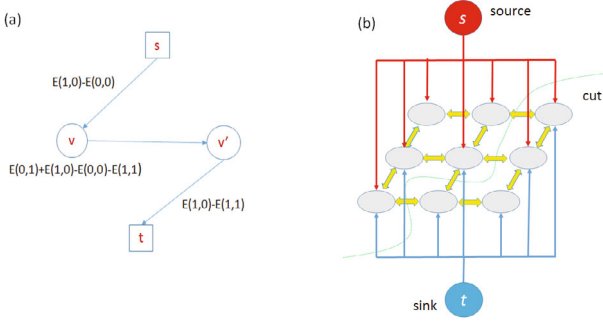 (a)
s
E(1,0)-E(0,0)
v
v'
E(0,1)+E(1,0)-E(0,0)-E(1,1)
E(1,0)-E(1,1)
t
(b)
s
source
cut
sink
t